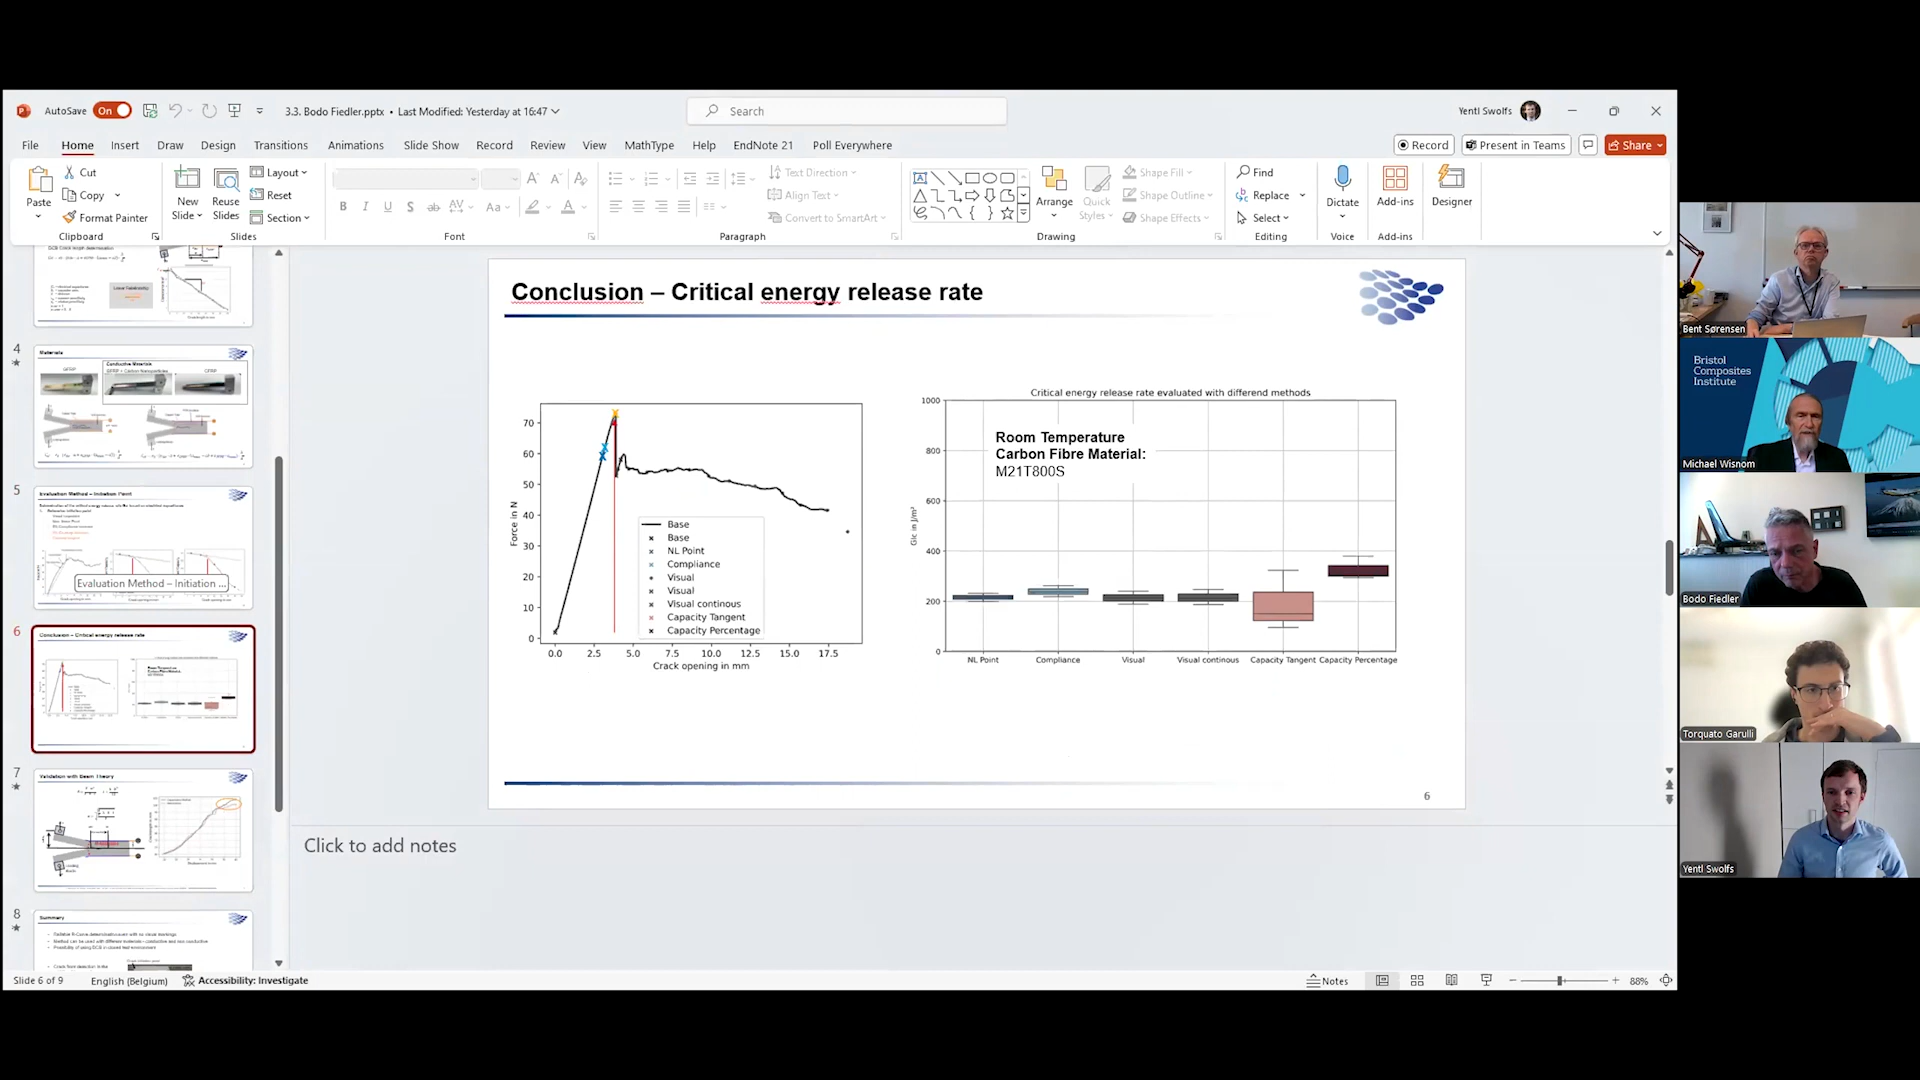 AutoSave
On
3.3. Bodo Fiedler.pptx • Last Modified: Yesterday at 16:47
Search
Yentl Swolfs
File
Home
Insert
Draw
Design
Transitions
Animations
Slide Show
Record
Review
View
MathType
Help
EndNote 21
Poll Everywhere
Record
Present in Teams
Share
Paste
Cut
Copy
Format Painter
Clipboard
New Slide
Reuse Slides
Layout
Reset
Section
Slides
Font
Text Direction
Align Text
Convert to SmartArt
Paragraph
Arrange
Quick Styles
Shape Fill
Shape Outline
Shape Effects
Drawing
Find
Replace
Select
Editing
Dictate
Voice
Add-ins
Add-ins
Designer
4
Materials
5
Evaluation Method – Initiation Point
Evaluation Method – Initiation ...
6
Conclusion – Critical energy release rate
7
Validation with Beam Theory
8
Summary
Conclusion – Critical energy release rate
Force in N
70
60
50
40
30
20
10
0
0.0
2.5
5.0
7.5
10.0
12.5
15.0
17.5
Crack opening in mm
Base
Base
NL Point
Compliance
Visual
Visual
Visual continous
Capacity Tangent
Capacity Percentage
Critical energy release rate evaluated with differend methods
Room Temperature
Carbon Fibre Material:
M21T800S
GIc in J/m²
1000
800
600
400
200
0
NL Point
Compliance
Visual
Visual continous
Capacity Tangent
Capacity Percentage
6
Click to add notes
Slide 6 of 9
English (Belgium)
Accessibility: Investigate
Notes
88%
Bent Sørensen
Bristol
Composites
Institute
Michael Wisnom
Bodo Fiedler
Torquato Garulli
Yentl Swolfs